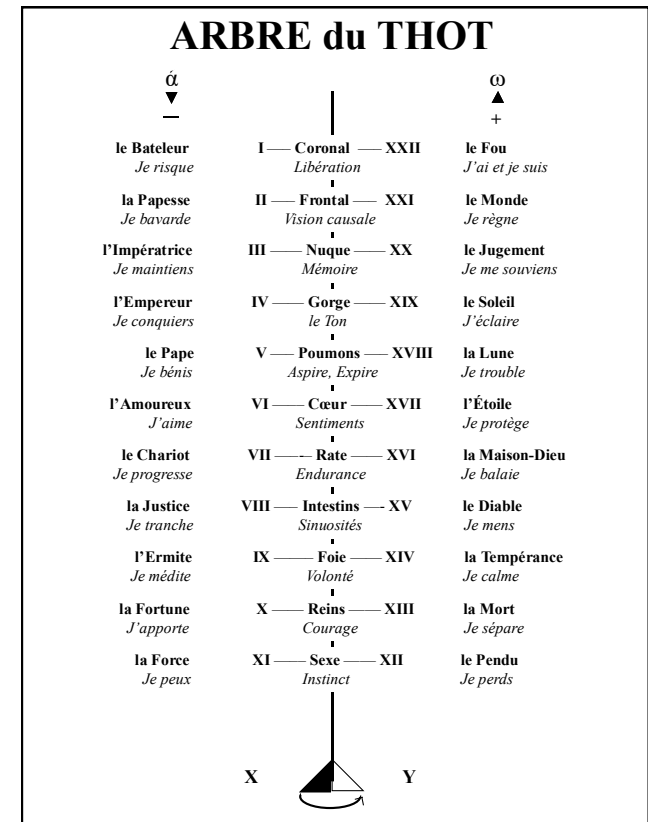 ARBRE du THOT
ά ω
▼ ▲
— +
le Bateleur I — Coronal — XXII le Fou
Je risque Libération J’ai et je suis
la Papesse II — Frontal — XXI le Monde
Je bavarde Vision causale Je règne
l’Impératrice III — Nuque — XX le Jugement
Je maintiens Mémoire Je me souviens
l’Empereur IV — Gorge — XIX le Soleil
Je conquiers le Ton J’éclaire
le Pape V — Poumons — XVIII la Lune
Je bénis Aspire, Expire Je trouble
l’Amoureux VI — Cœur — XVII l’Étoile
J’aime Sentiments Je protège
le Chariot VII — Rate — XVI la Maison-Dieu
Je progresse Endurance Je balaie
la Justice VIII — Intestins — XV le Diable
Je tranche Sinuosités Je mens
l’Ermite IX — Foie — XIV la Tempérance
Je médite Volonté Je calme
la Fortune X — Reins — XIII la Mort
J’apporte Courage Je sépare
la Force XI — Sexe — XII le Pendu
Je peux Instinct Je perds
X Y